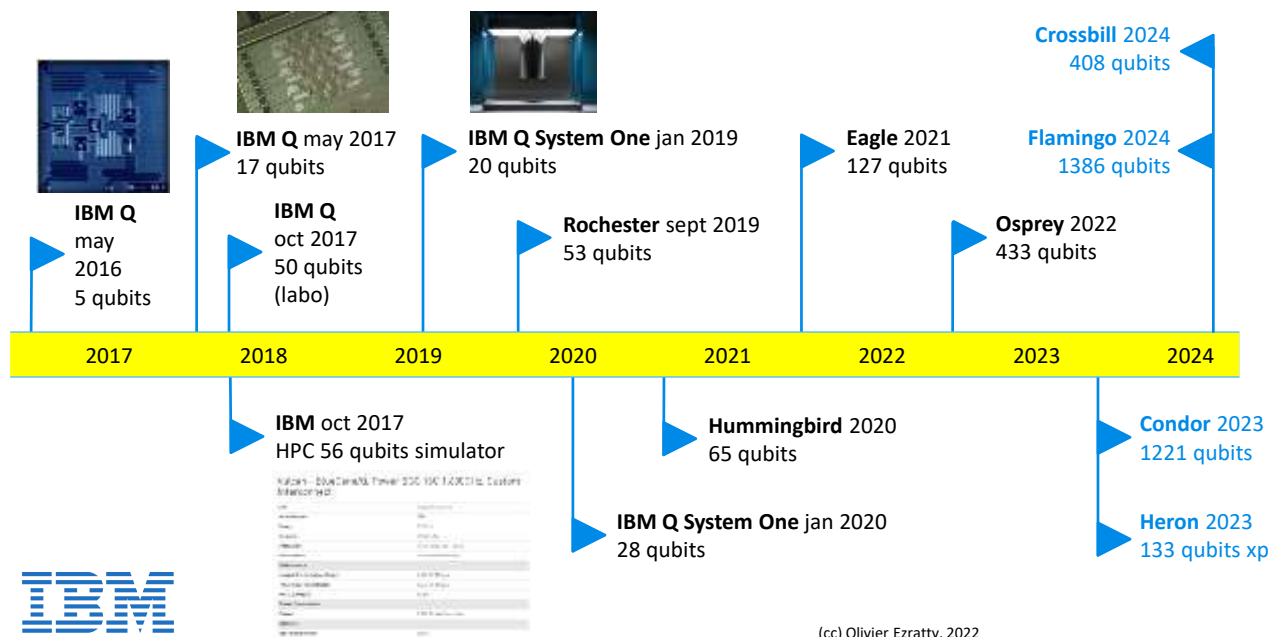 Crossbill 2024
408 qubits
IBM Q may 2017
17 qubits
IBM Q System One jan 2019
20 qubits
Eagle 2021
127 qubits
Flamingo 2024
1386 qubits
IBM Q
may
2016
5 qubits
IBM Q
oct 2017
50 qubits
(labo)
Rochester sept 2019
53 qubits
Osprey 2022
433 qubits
2017 2018 2019 2020 2021 2022 2023 2024
IBM oct 2017
HPC 56 qubits simulator
Hummingbird 2020
65 qubits
Condor 2023
1221 qubits
IBM Q System One jan 2020
28 qubits
Heron 2023
133 qubits xp
Interconnect
IBM
(cc) Olivier Ezratty, 2022